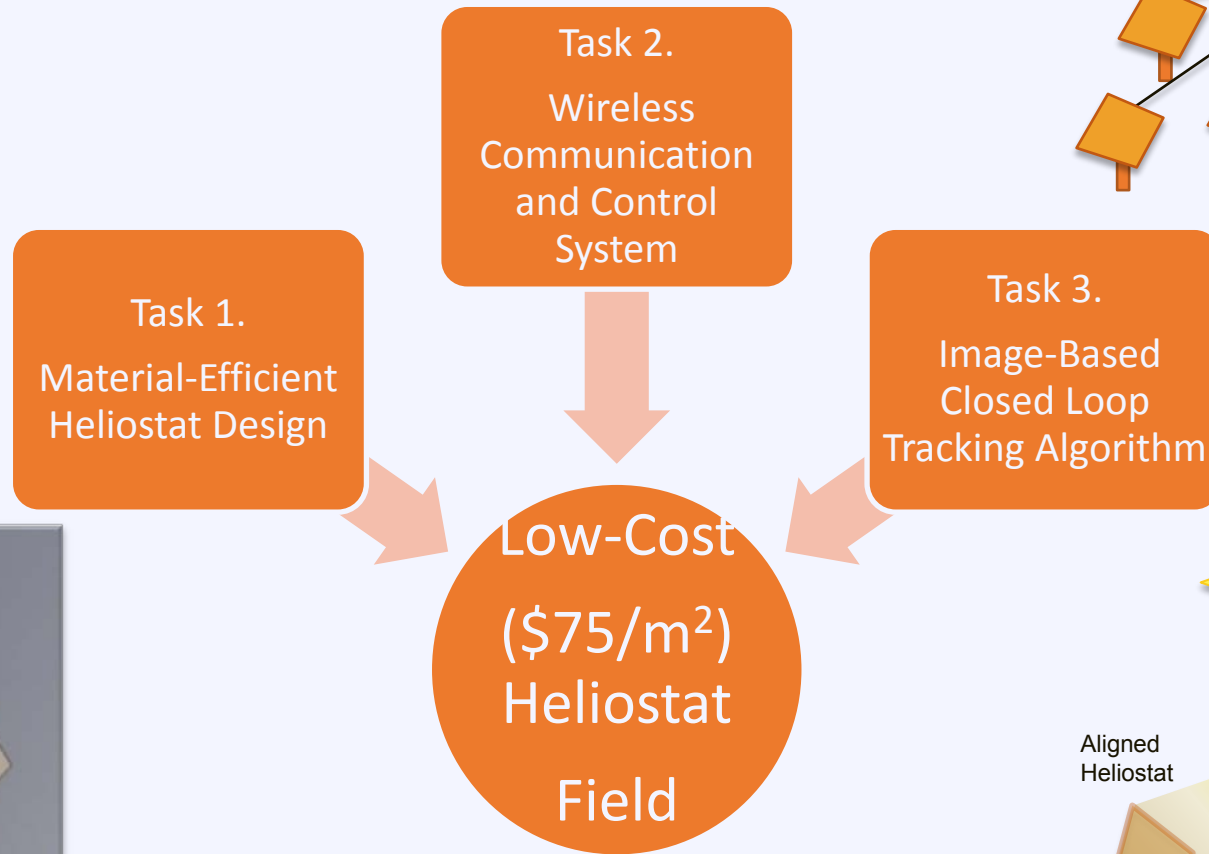 Task 1.
Material-Efficient
Heliostat Design
Task 2.
Wireless
Communication
and Control
System
Task 3.
Image-Based
Closed Loop
Tracking Algorithm
Low-Cost
($75/m²)
Heliostat
Field
Aligned
Heliostat